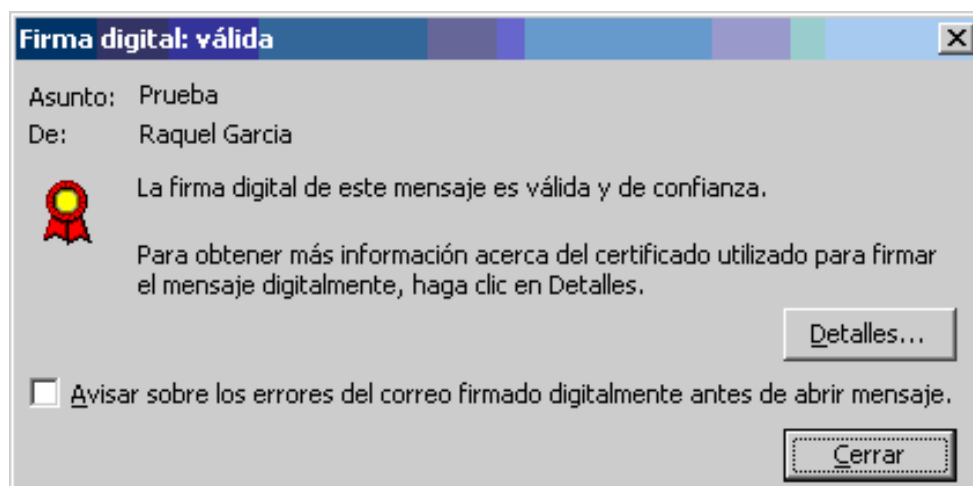 Firma digital: válida
Asunto: Prueba
De: Raquel Garcia
La firma digital de este mensaje es válida y de confianza.
Para obtener más información acerca del certificado utilizado para firmar
el mensaje digitalmente, haga clic en Detalles.
Detalles...
Avisar sobre los errores del correo firmado digitalmente antes de abrir mensaje.
Cerrar